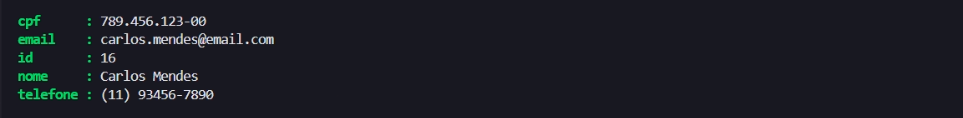 cpf      : 789.456.123-00
email    : carlos.mendes@email.com
id       : 16
nome     : Carlos Mendes
telefone : (11) 93456-7890